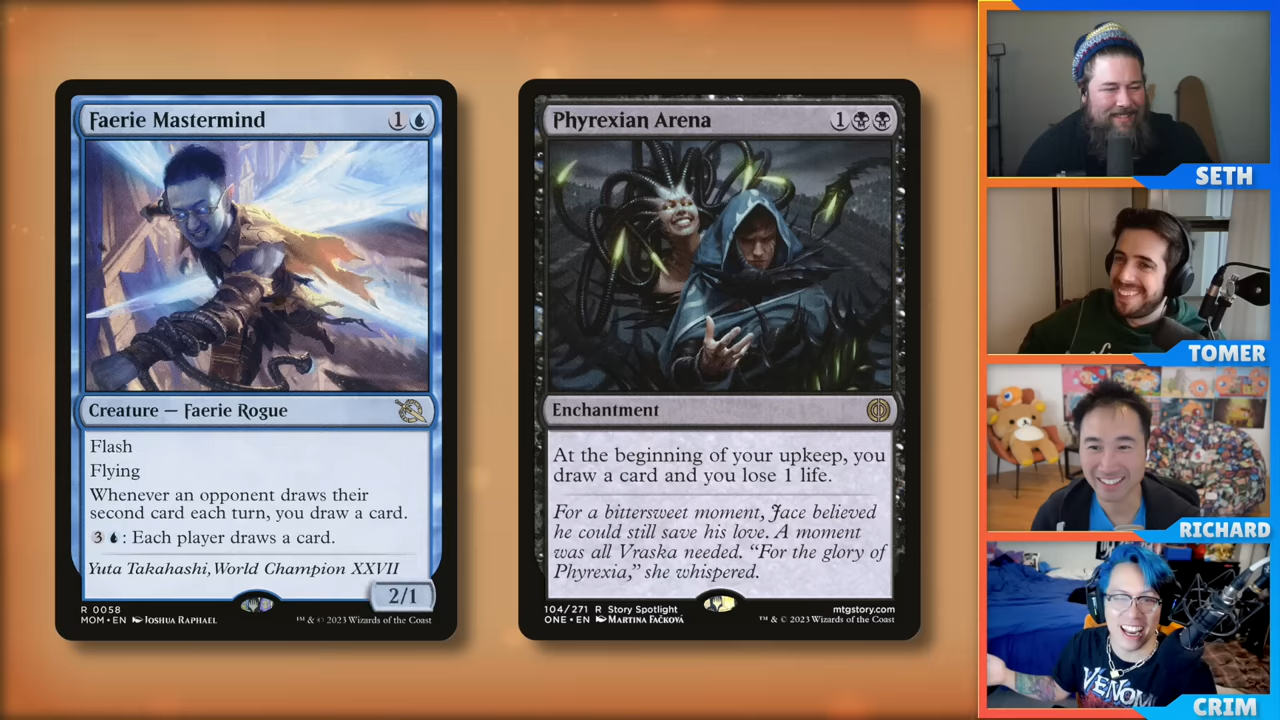 Faerie Mastermind 1
Creature — Faerie Rogue
Flash
Flying
Whenever an opponent draws their
second card each turn, you draw a card.
3 : Each player draws a card.
Yuta Takahashi, World Champion XXVII
2/1
R 0058
MOM • EN Joshua Raphael
™ & © 2023 Wizards of the Coast
Phyrexian Arena 1
Enchantment
At the beginning of your upkeep, you
draw a card and you lose 1 life.
For a bittersweet moment, Jace believed
he could still save his love. A moment
was all Vraska needed. “For the glory of
Phyrexia,” she whispered.
104/271 R Story Spotlight
mtgstory.com
ONE • EN Martina Fačková
™ & © 2023 Wizards of the Coast
SETH
TOMER
RICHARD
VENOM
CRIM